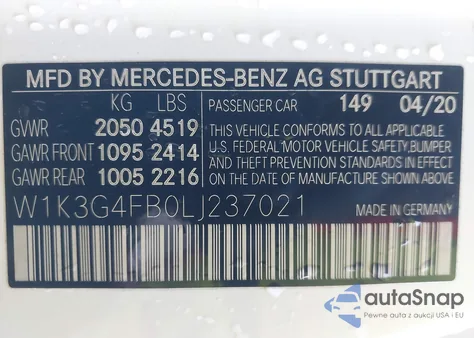 MFD BY MERCEDES-BENZ AG STUTTGART
KG LBS
GVWR 2050 4519
GAWR FRONT 1095 2414
GAWR REAR 1005 2216
PASSENGER CAR 149 04/20
THIS VEHICLE CONFORMS TO ALL APPLICABLE
U.S. FEDERAL MOTOR VEHICLE SAFETY,BUMPER
AND THEFT PREVENTION STANDARDS IN EFFECT
ON DATE OF MANUFACTURE SHOWN ABOVE.
W1K3G4FB0LJ237021
MADE IN GERMANY
autoSnap
Pewne auta z aukcji USA i EU